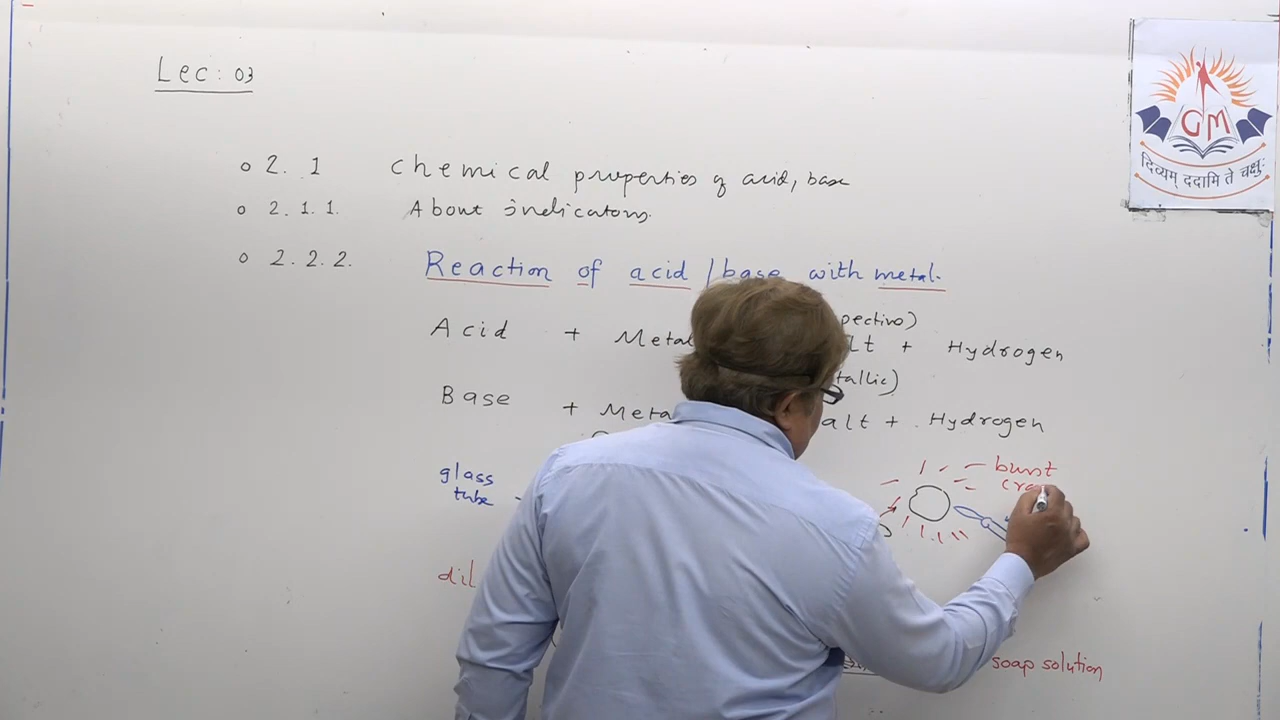 Lec: 03
2. 1 Chemical properties of acid, base
2. 1. 1. About indicators.
2. 2. 2. Reaction of acid / base with metal.
Acid + Metal
Hydrogen
Base +
+ Hydrogen
glass
tube
burst
dil
soap solution
GM
दिव्यम् ददामि ते चक्षुः